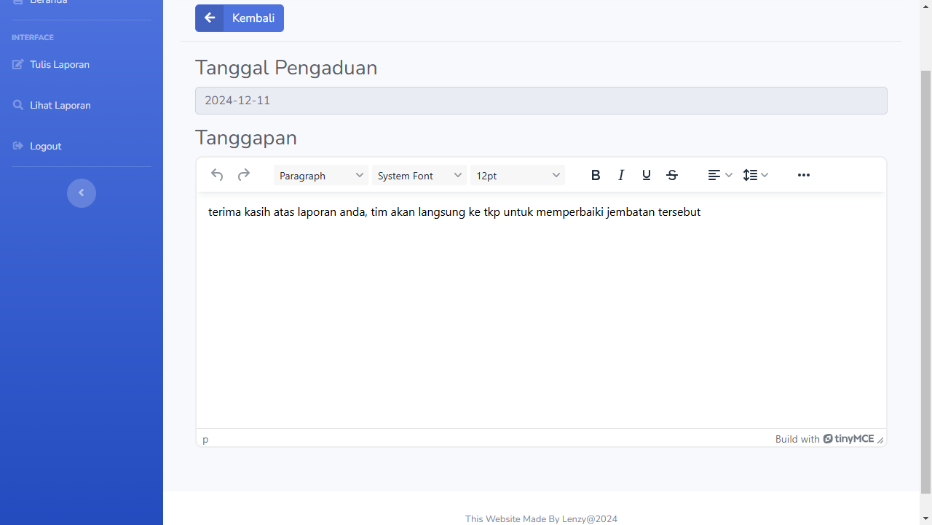 Beranda
Kembali
INTERFACE
Tulis Laporan
Lihat Laporan
Logout
Tanggal Pengaduan
2024-12-11
Tanggapan
Paragraph System Font 12pt B I U S
terima kasih atas laporan anda, tim akan langsung ke tkp untuk memperbaiki jembatan tersebut
p Build with tinyMCE
This Website Made By Lenzy@2024